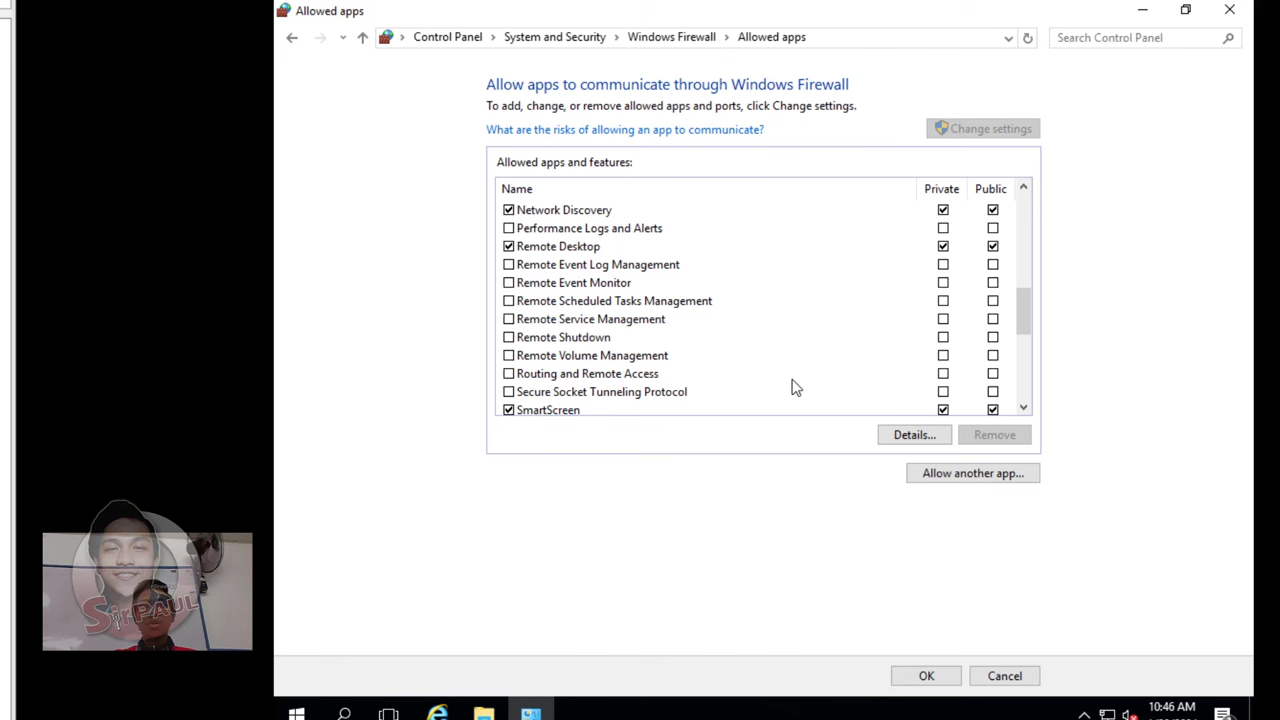 Allowed apps
Control Panel
System and Security
Windows Firewall
Allowed apps
Search Control Panel
Allow apps to communicate through Windows Firewall
To add, change, or remove allowed apps and ports, click Change settings.
What are the risks of allowing an app to communicate?
Change settings
Allowed apps and features:
Name Private Public
Network Discovery
Performance Logs and Alerts
Remote Desktop
Remote Event Log Management
Remote Event Monitor
Remote Scheduled Tasks Management
Remote Service Management
Remote Shutdown
Remote Volume Management
Routing and Remote Access
Secure Socket Tunneling Protocol
SmartScreen
Details... Remove
Allow another app...
SirPAUL
OK Cancel
10:46 AM